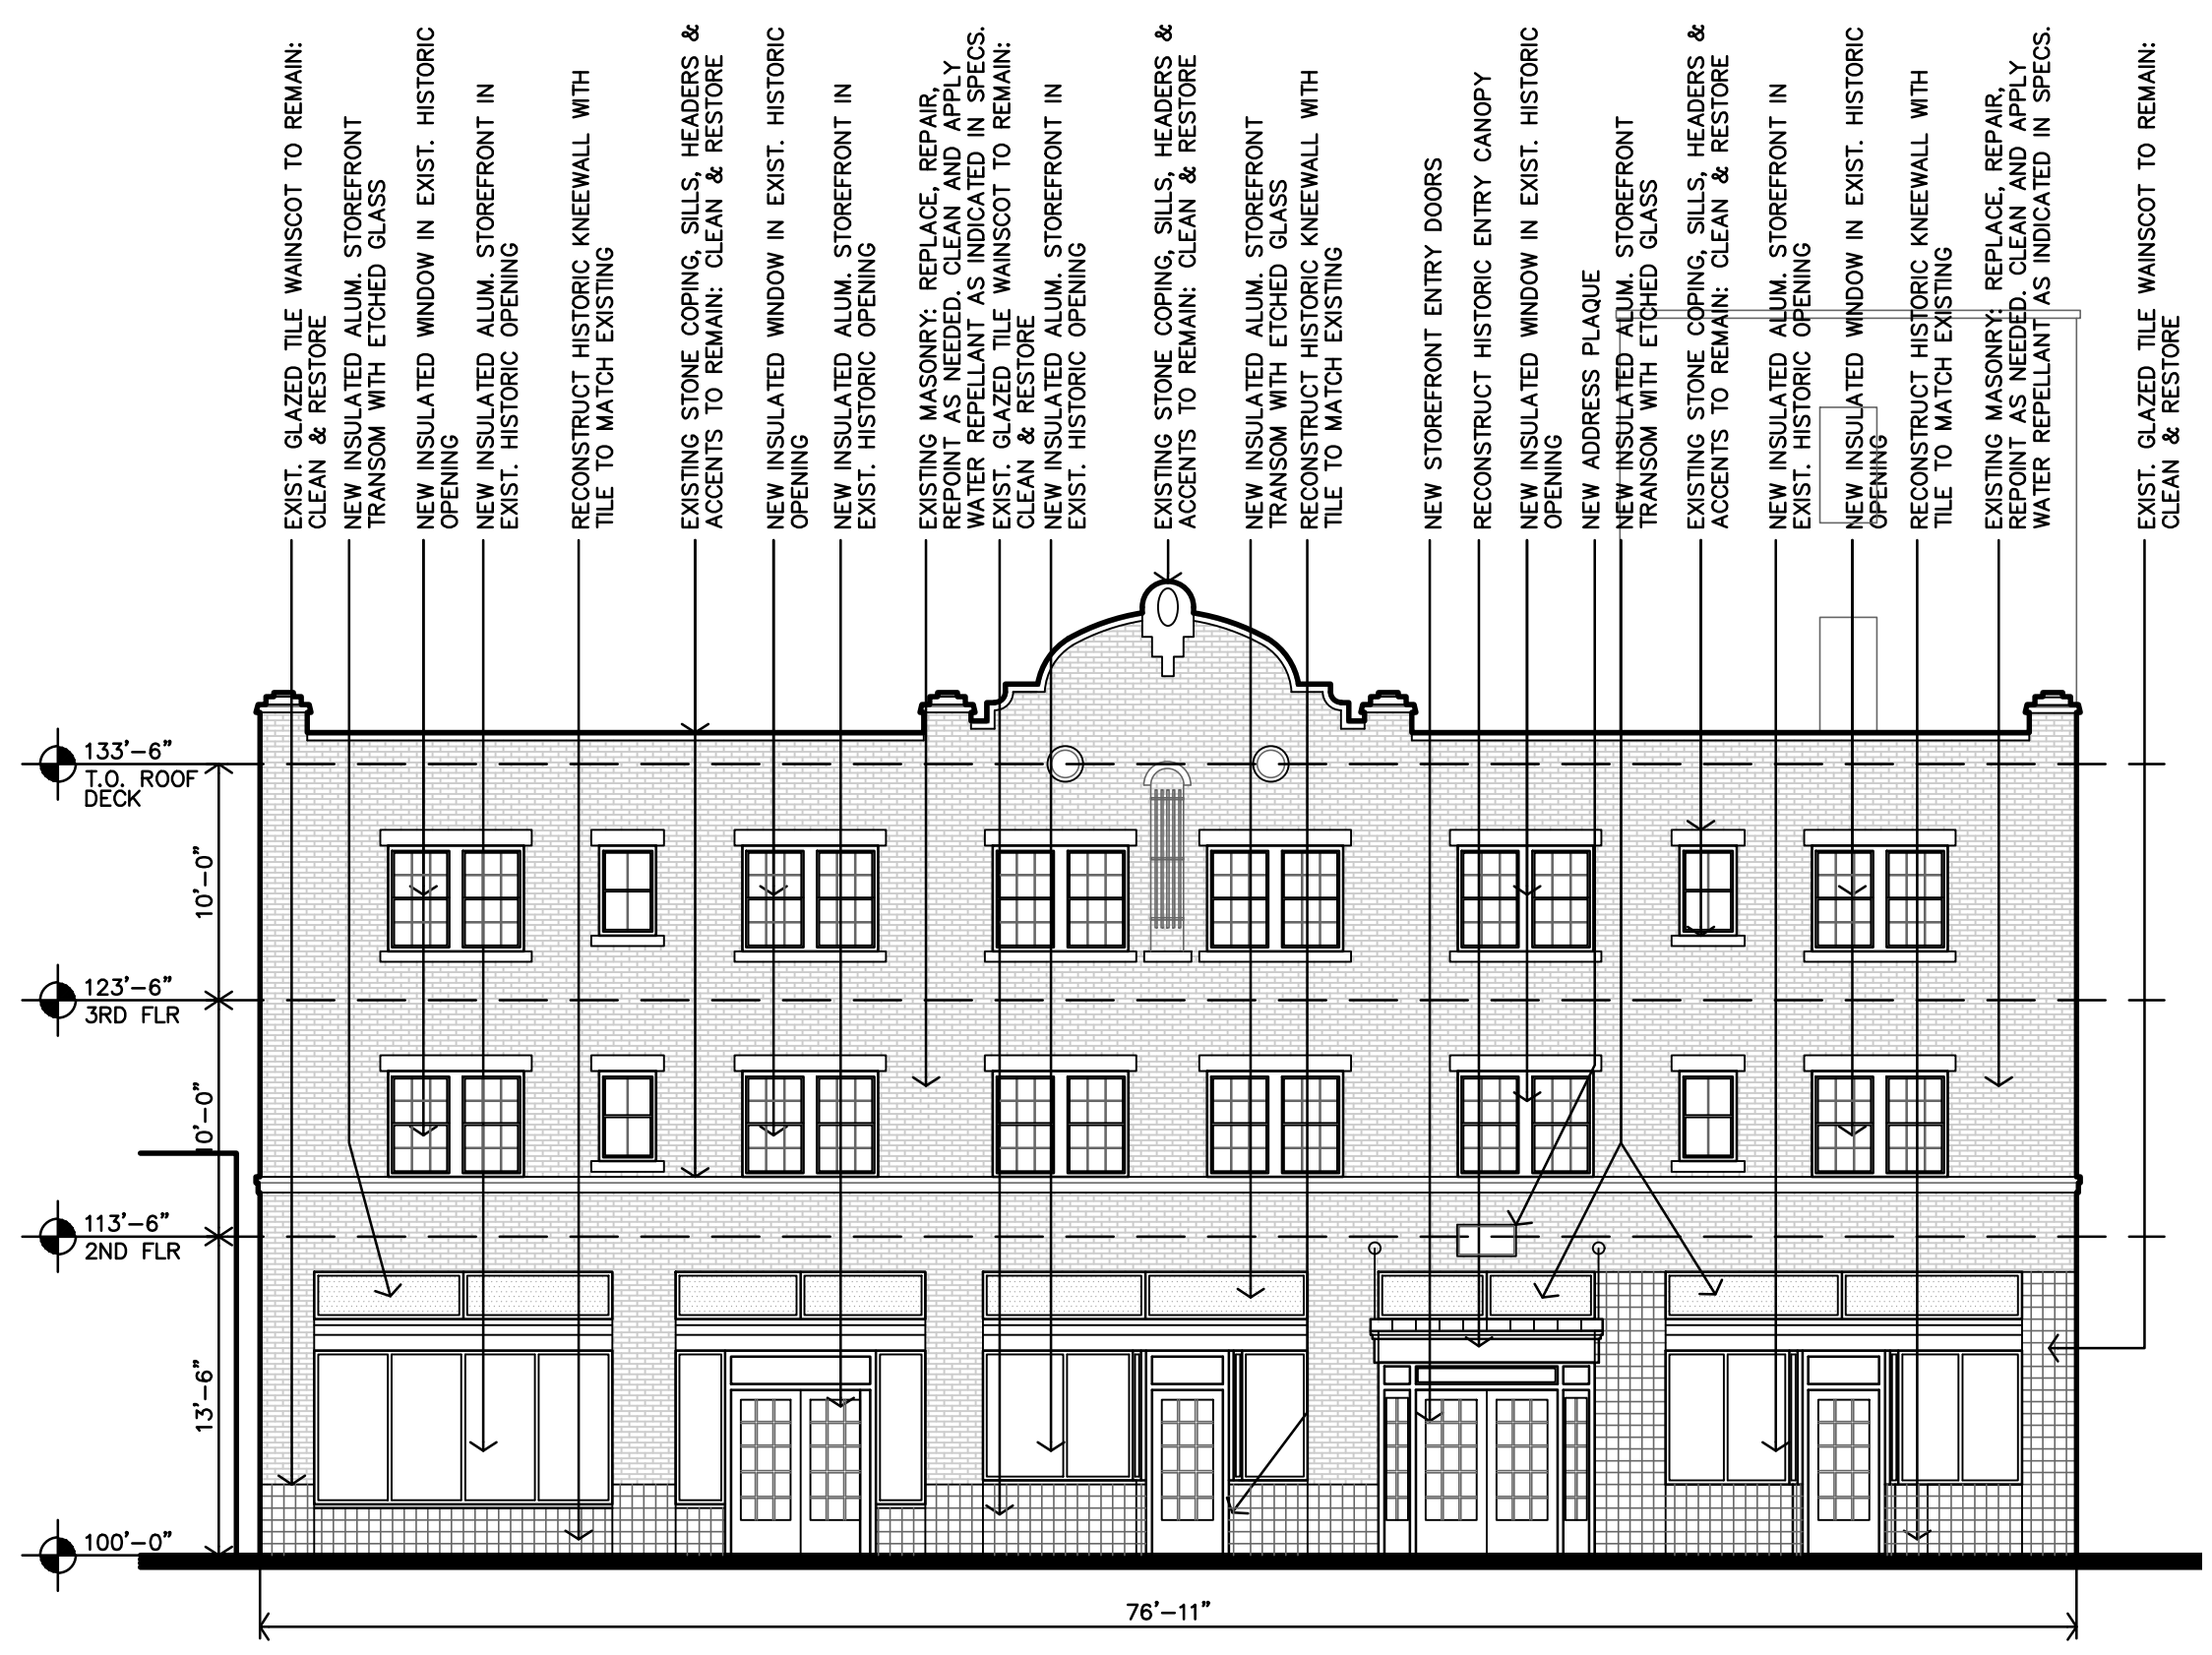 EXIST. GLAZED TILE WAINSCOT TO REMAIN:
CLEAN & RESTORE
NEW INSULATED ALUM. STOREFRONT
TRANSOM WITH ETCHED GLASS
NEW INSULATED WINDOW IN EXIST. HISTORIC
OPENING
NEW INSULATED ALUM. STOREFRONT IN
EXIST. HISTORIC OPENING
RECONSTRUCT HISTORIC KNEEWALL WITH
TILE TO MATCH EXISTING
EXISTING STONE COPING, SILLS, HEADERS &
ACCENTS TO REMAIN: CLEAN & RESTORE
NEW INSULATED WINDOW IN EXIST. HISTORIC
OPENING
NEW INSULATED ALUM. STOREFRONT IN
EXIST. HISTORIC OPENING
EXISTING MASONRY: REPLACE, REPAIR,
REPOINT AS NEEDED. CLEAN AND APPLY
WATER REPELLANT AS INDICATED IN SPECS.
EXIST. GLAZED TILE WAINSCOT TO REMAIN:
CLEAN & RESTORE
NEW INSULATED ALUM. STOREFRONT IN
EXIST. HISTORIC OPENING
EXISTING STONE COPING, SILLS, HEADERS &
ACCENTS TO REMAIN: CLEAN & RESTORE
NEW INSULATED ALUM. STOREFRONT
TRANSOM WITH ETCHED GLASS
RECONSTRUCT HISTORIC KNEEWALL WITH
TILE TO MATCH EXISTING
NEW STOREFRONT ENTRY DOORS
RECONSTRUCT HISTORIC ENTRY CANOPY
NEW INSULATED WINDOW IN EXIST. HISTORIC
OPENING
NEW ADDRESS PLAQUE
NEW INSULATED ALUM. STOREFRONT
TRANSOM WITH ETCHED GLASS
EXISTING STONE COPING, SILLS, HEADERS &
ACCENTS TO REMAIN: CLEAN & RESTORE
NEW INSULATED ALUM. STOREFRONT IN
EXIST. HISTORIC OPENING
NEW INSULATED WINDOW IN EXIST. HISTORIC
OPENING
RECONSTRUCT HISTORIC KNEEWALL WITH
TILE TO MATCH EXISTING
EXISTING MASONRY: REPLACE, REPAIR,
REPOINT AS NEEDED. CLEAN AND APPLY
WATER REPELLANT AS INDICATED IN SPECS.
EXIST. GLAZED TILE WAINSCOT TO REMAIN:
CLEAN & RESTORE
133'-6"
T.O. ROOF
DECK
10'-0"
123'-6"
3RD FLR
10'-0"
113'-6"
2ND FLR
13'-6"
100'-0"
76'-11"